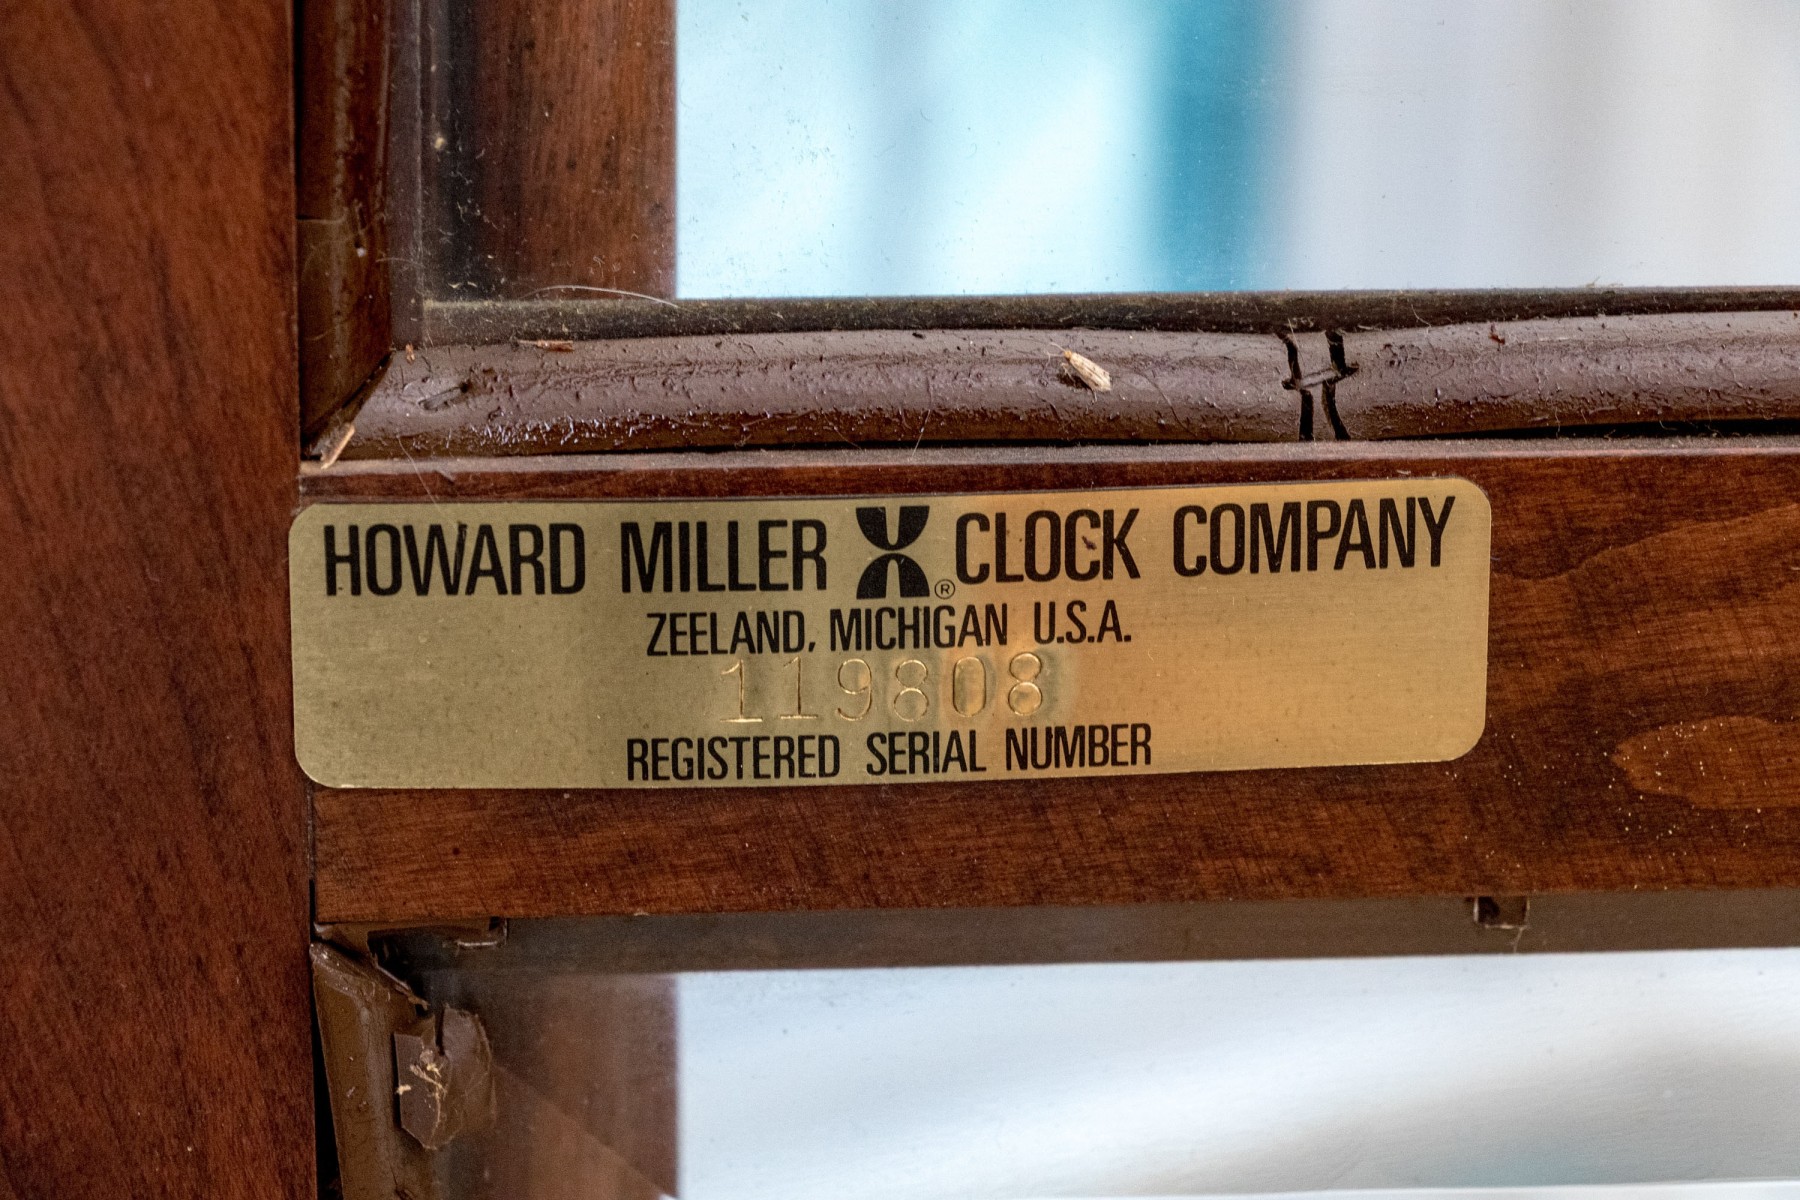 HOWARD MILLER ® CLOCK COMPANY
ZEELAND, MICHIGAN U.S.A.
119808
REGISTERED SERIAL NUMBER